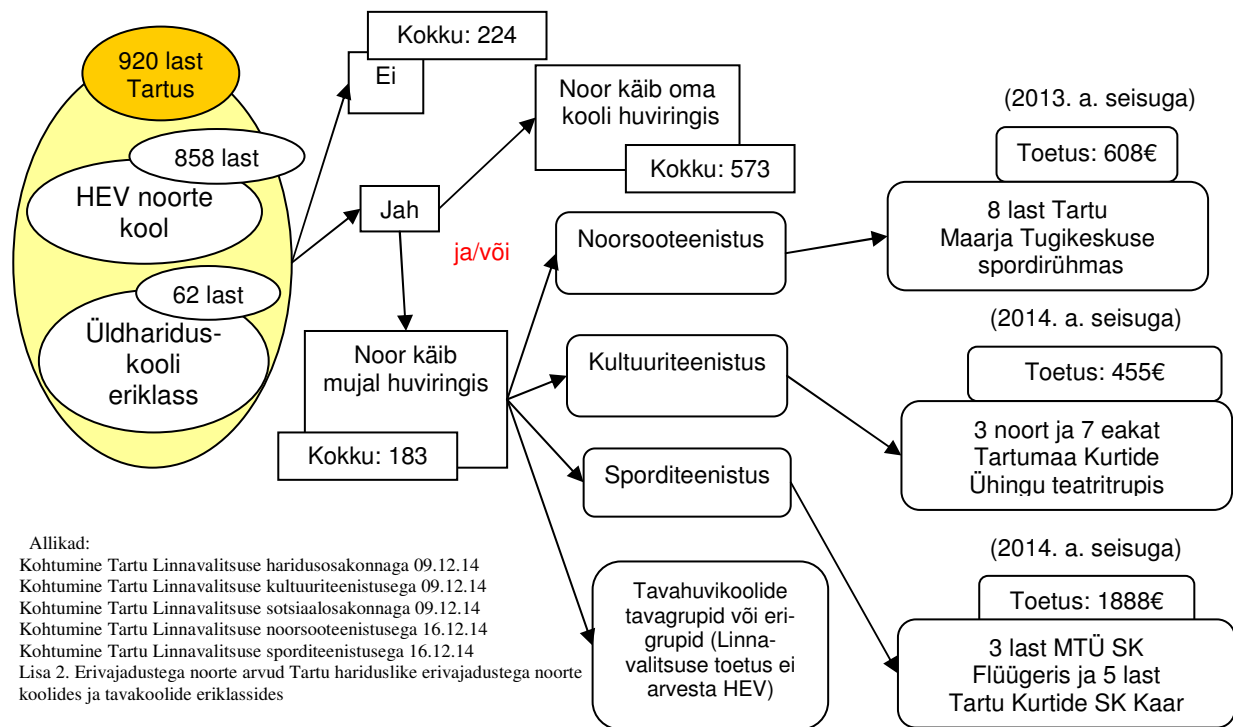 920 last
Tartus
858 last
HEV noorte
kool
62 last
Üldharidus-
kooli
eriklass
Kokku: 224
Ei
Jah
Noor käib oma
kooli huviringis
Kokku: 573
ja/või
Noor käib
mujal huviringis
Kokku: 183
Noorsooteenistus
Kultuuriteenistus
Sporditeenistus
Tavahuvikoolide
tavagrupid või eri-
grupid (Linna-
valitsuse toetus ei
arvesta HEV)
(2013. a. seisuga)
Toetus: 608€
8 last Tartu
Maarja Tugikeskuse
spordirühmas
(2014. a. seisuga)
Toetus: 455€
3 noort ja 7 eakat
Tartumaa Kurtide
Ühingu teatritrupis
(2014. a. seisuga)
Toetus: 1888€
3 last MTÜ SK
Flüügeris ja 5 last
Tartu Kurtide SK Kaar
Allikad:
Kohtumine Tartu Linnavalitsuse haridusosakonnaga 09.12.14
Kohtumine Tartu Linnavalitsuse kultuuriteenistusega 09.12.14
Kohtumine Tartu Linnavalitsuse sotsiaalosakonnaga 09.12.14
Kohtumine Tartu Linnavalitsuse noorsooteenistusega 16.12.14
Kohtumine Tartu Linnavalitsuse sporditeenistusega 16.12.14
Lisa 2. Erivajadustega noorte arvud Tartu hariduslike erivajadustega noorte
koolides ja tavakoolide eriklassides